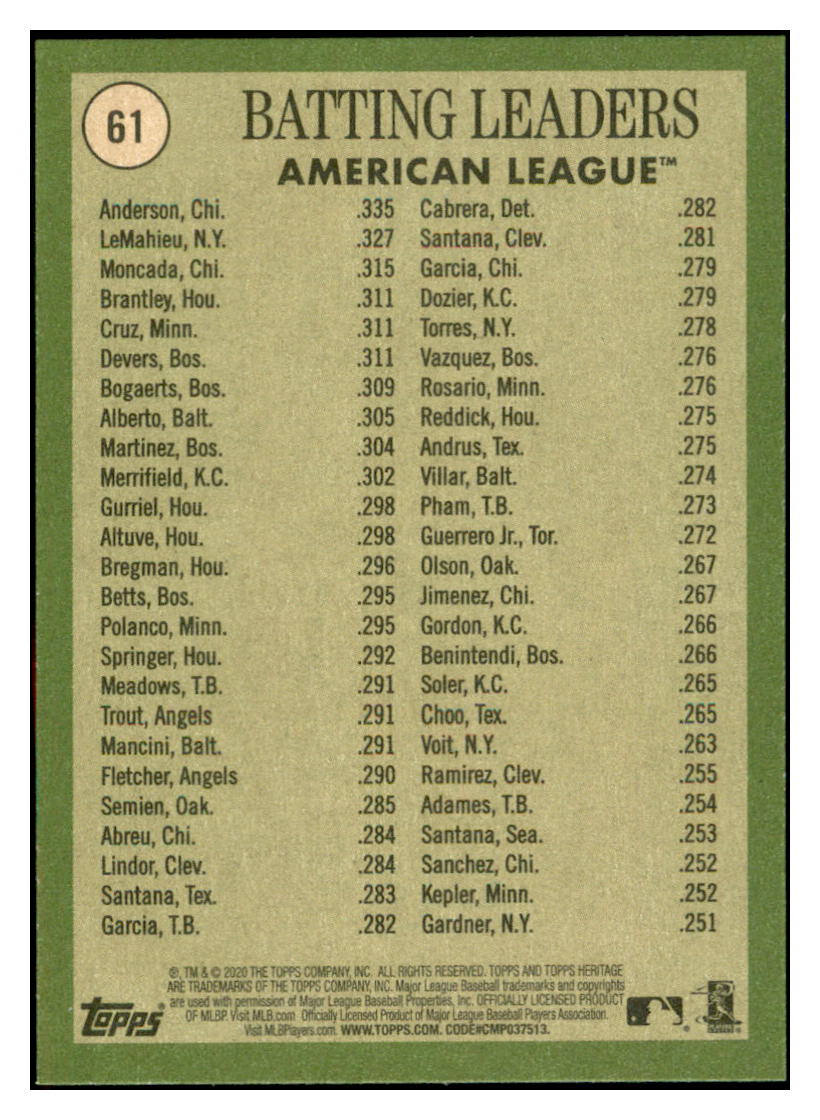 61
BATTING LEADERS
AMERICAN LEAGUE™
Anderson, Chi. .335
LeMahieu, N.Y. .327
Moncada, Chi. .315
Brantley, Hou. .311
Cruz, Minn. .311
Devers, Bos. .311
Bogaerts, Bos. .309
Alberto, Balt. .305
Martinez, Bos. .304
Merrifield, K.C. .302
Gurriel, Hou. .298
Altuve, Hou. .298
Bregman, Hou. .296
Betts, Bos. .295
Polanco, Minn. .295
Springer, Hou. .292
Meadows, T.B. .291
Trout, Angels .291
Mancini, Balt. .291
Fletcher, Angels .290
Semien, Oak. .285
Abreu, Chi. .284
Lindor, Clev. .284
Santana, Tex. .283
Garcia, T.B. .282
Cabrera, Det. .282
Santana, Clev. .281
Garcia, Chi. .279
Dozier, K.C. .279
Torres, N.Y. .278
Vazquez, Bos. .276
Rosario, Minn. .276
Reddick, Hou. .275
Andrus, Tex. .275
Villar, Balt. .274
Pham, T.B. .273
Guerrero Jr., Tor. .272
Olson, Oak. .267
Jimenez, Chi. .267
Gordon, K.C. .266
Benintendi, Bos. .266
Soler, K.C. .265
Choo, Tex. .265
Voit, N.Y. .263
Ramirez, Clev. .255
Adames, T.B. .254
Santana, Sea. .253
Sanchez, Chi. .252
Kepler, Minn. .252
Gardner, N.Y. .251
®, TM & © 2020 THE TOPPS COMPANY, INC. ALL RIGHTS RESERVED. TOPPS AND TOPPS HERITAGE
ARE TRADEMARKS OF THE TOPPS COMPANY, INC. Major League Baseball trademarks and copyrights
are used with permission of Major League Baseball Properties, Inc. OFFICIALLY LICENSED PRODUCT
OF MLBP. Visit MLB.com Officially Licensed Product of Major League Baseball Players Association.
Visit MLBPlayers.com. WWW.TOPPS.COM. CODE#CMP037513.
Topps®